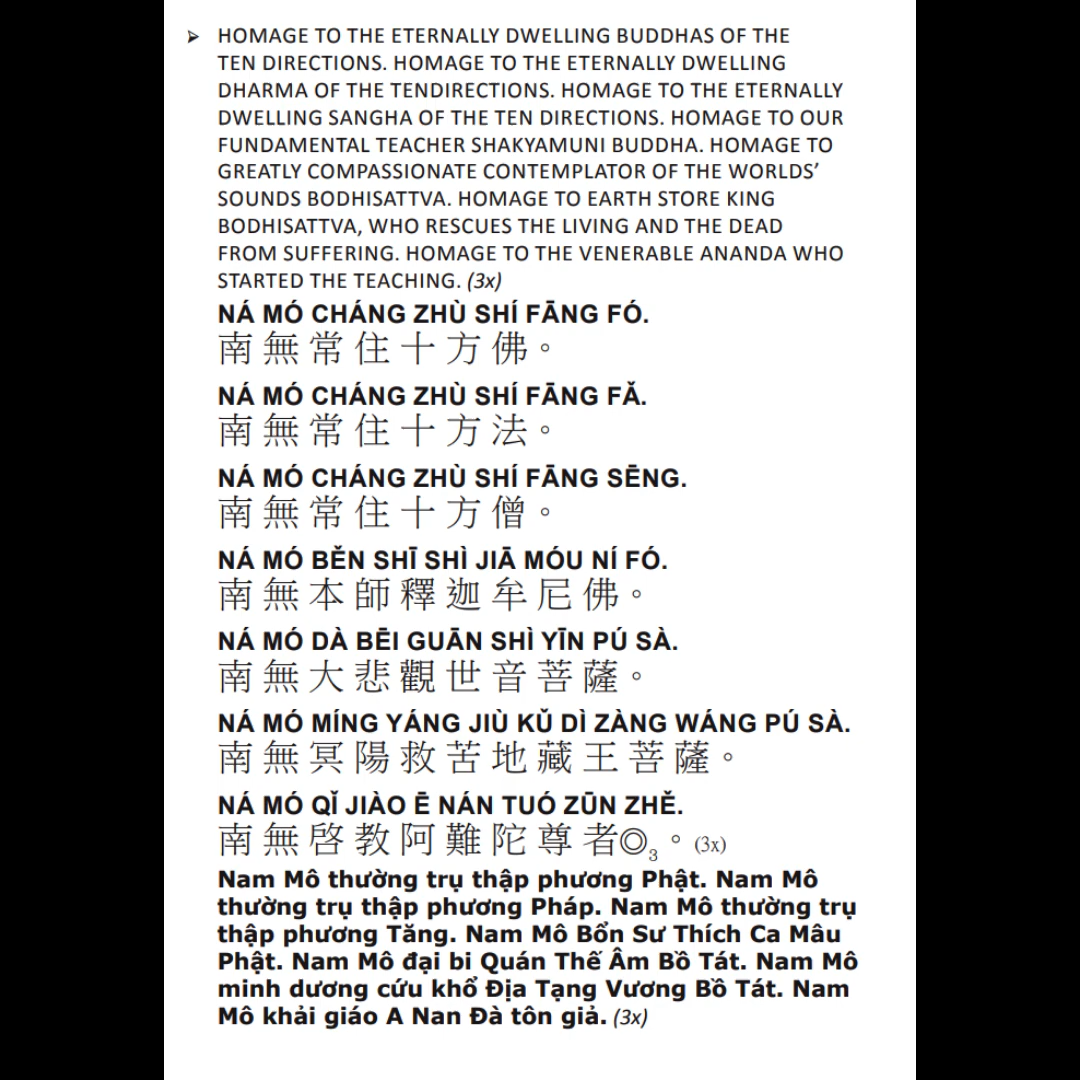 ➢ HOMAGE TO THE ETERNALLY DWELLING BUDDHAS OF THE
TEN DIRECTIONS. HOMAGE TO THE ETERNALLY DWELLING
DHARMA OF THE TENDIRECTIONS. HOMAGE TO THE ETERNALLY
DWELLING SANGHA OF THE TEN DIRECTIONS. HOMAGE TO OUR
FUNDAMENTAL TEACHER SHAKYAMUNI BUDDHA. HOMAGE TO
GREATLY COMPASSIONATE CONTEMPLATOR OF THE WORLDS’
SOUNDS BODHISATTVA. HOMAGE TO EARTH STORE KING
BODHISATTVA, WHO RESCUES THE LIVING AND THE DEAD
FROM SUFFERING. HOMAGE TO THE VENERABLE ANANDA WHO
STARTED THE TEACHING. (3x)
NÁ MÓ CHÁNG ZHÙ SHÍ FĀNG FÓ.
南無常住十方佛。
NÁ MÓ CHÁNG ZHÙ SHÍ FĀNG FǍ.
南無常住十方法。
NÁ MÓ CHÁNG ZHÙ SHÍ FĀNG SĒNG.
南無常住十方僧。
NÁ MÓ BĚN SHĪ SHÌ JIĀ MÓU NÍ FÓ.
南無本師釋迦牟尼佛。
NÁ MÓ DÀ BĒI GUĀN SHÌ YĪN PÚ SÀ.
南無大悲觀世音菩薩。
NÁ MÓ MÍNG YÁNG JIÙ KǓ DÌ ZÀNG WÁNG PÚ SÀ.
南無冥陽救苦地藏王菩薩。
NÁ MÓ QǏ JIÀO Ē NÁN TUÓ ZŪN ZHĚ.
南無啓教阿難陀尊者◎3。(3x)
Nam Mô thường trụ thập phương Phật. Nam Mô
thường trụ thập phương Pháp. Nam Mô thường trụ
thập phương Tăng. Nam Mô Bổn Sư Thích Ca Mâu
Phật. Nam Mô đại bi Quán Thế Âm Bồ Tát. Nam Mô
minh dương cứu khổ Địa Tạng Vương Bồ Tát. Nam
Mô khải giáo A Nan Đà tôn giả. (3x)